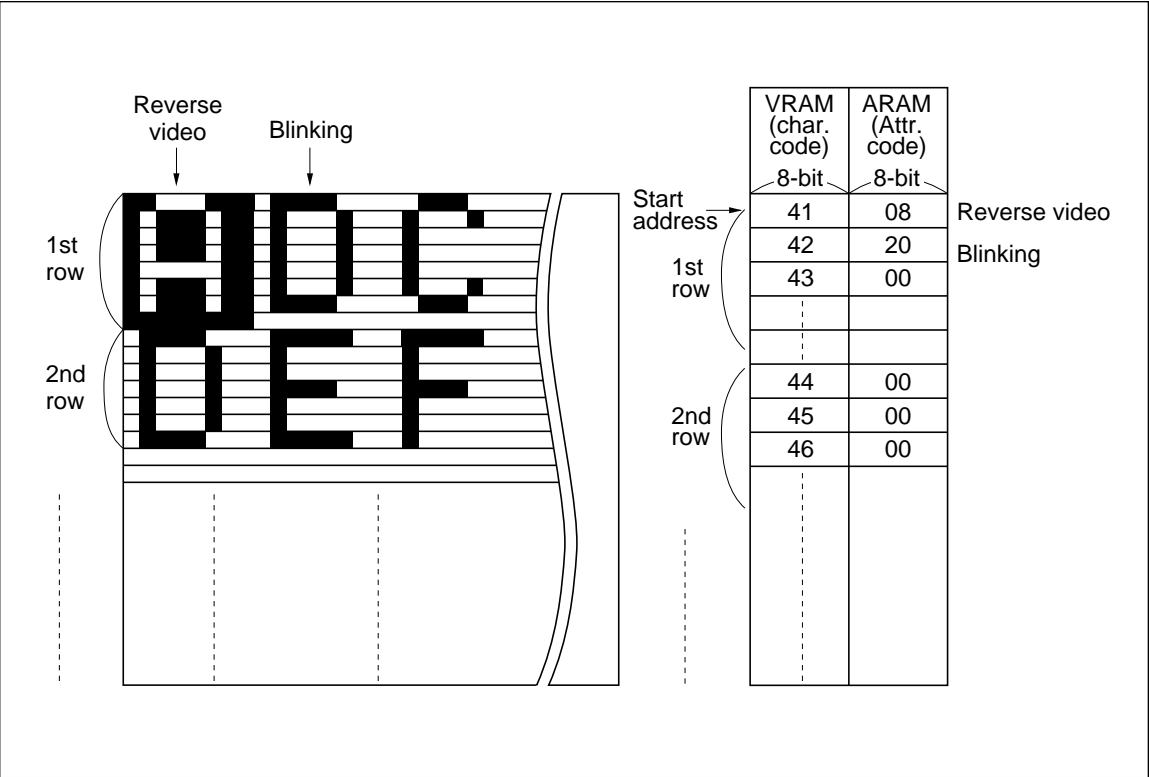 Reverse
video
Blinking
1st
row
2nd
row
VRAM
(char.
code)
ARAM
(Attr.
code)
8-bit
8-bit
Start
address
41 08 Reverse video
42 20 Blinking
43 00
1st
row
44 00
45 00
46 00
2nd
row